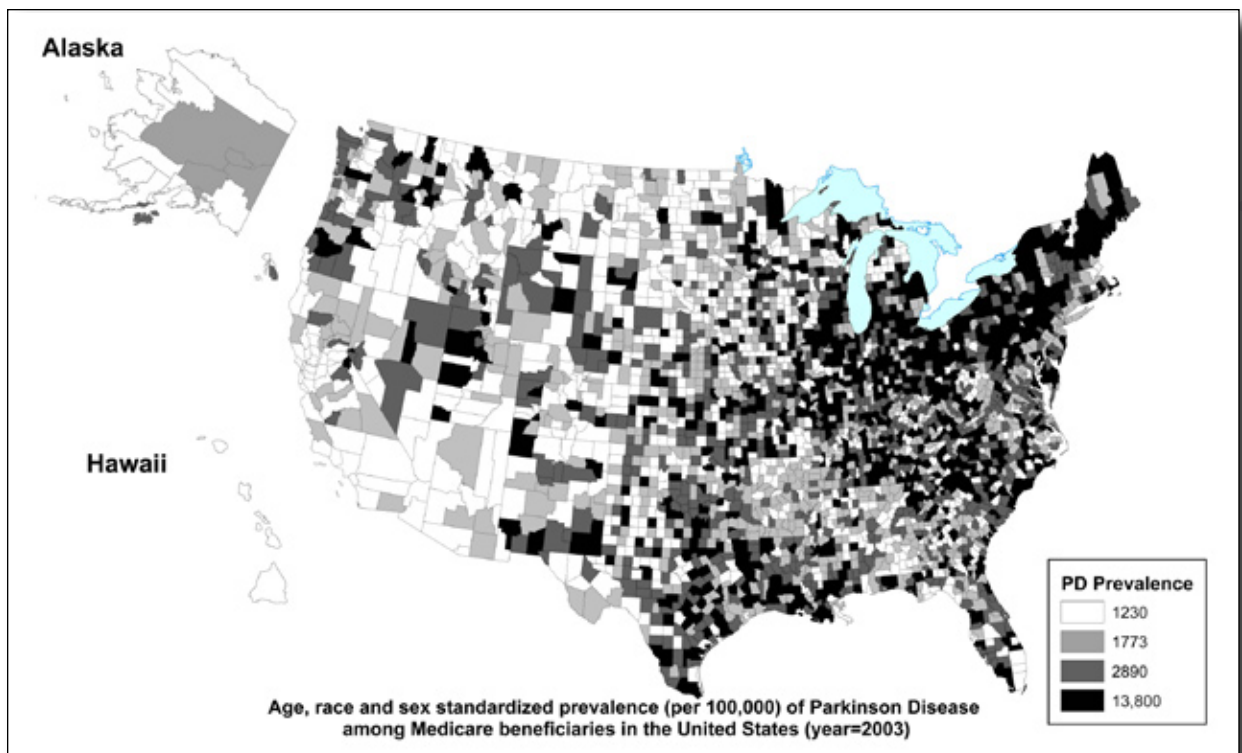 Alaska
Hawaii
PD Prevalence
1230
1773
2890
13,800
Age, race and sex standardized prevalence (per 100,000) of Parkinson Disease
among Medicare beneficiaries in the United States (year=2003)